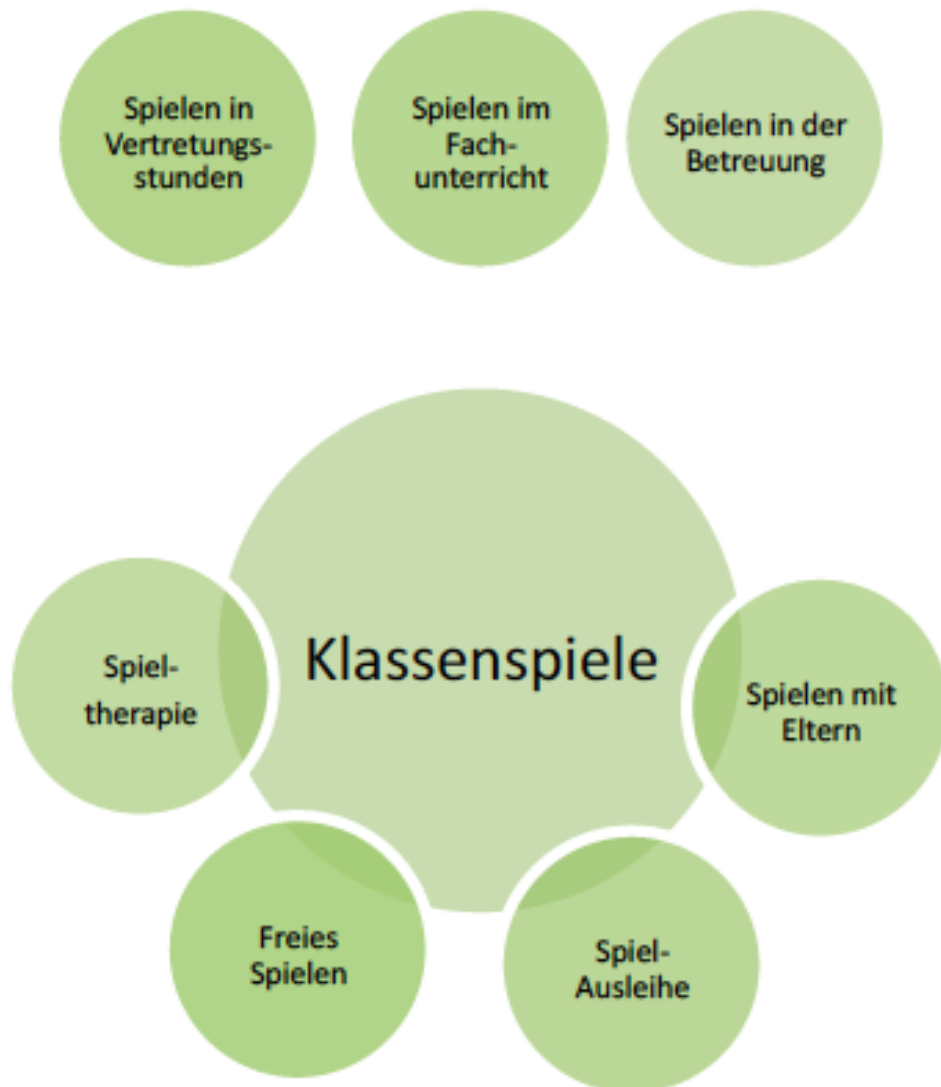 Spielen in
Vertretungs-
stunden
Spielen im
Fach-
unterricht
Spielen in der
Betreuung
Klassenspiele
Spiel-
therapie
Spielen mit
Eltern
Freies
Spielen
Spiel-
Ausleihe